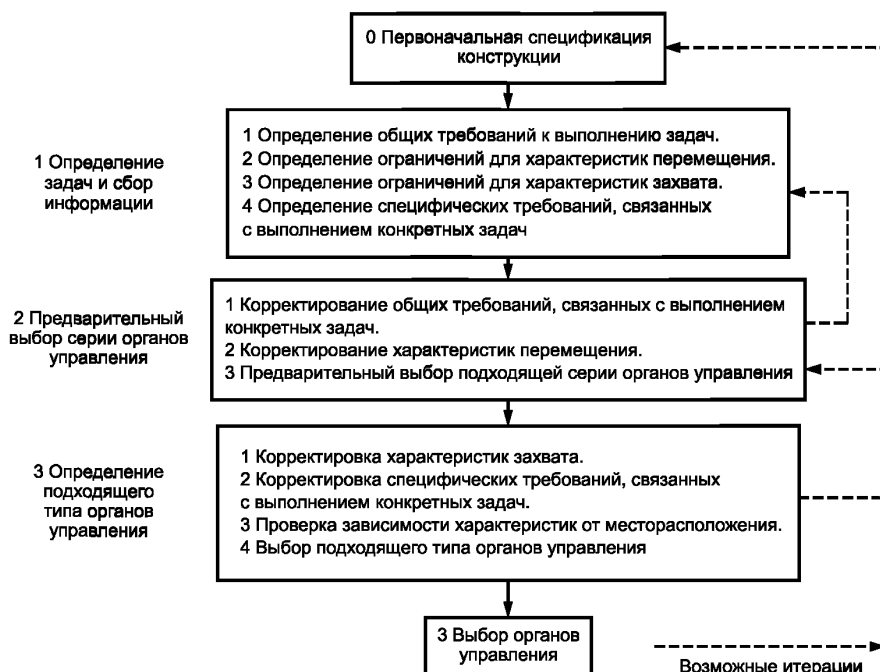 0 Первоначальная спецификация
конструкции
1 Определение
задач и сбор
информации
1 Определение общих требований к выполнению задач.
2 Определение ограничений для характеристик перемещения.
3 Определение ограничений для характеристик захвата.
4 Определение специфических требований, связанных
с выполнением конкретных задач
2 Предварительный
выбор серии органов
управления
1 Корректирование общих требований, связанных с выполнением
конкретных задач.
2 Корректирование характеристик перемещения.
3 Предварительный выбор подходящей серии органов управления
3 Определение
подходящего
типа органов
управления
1 Корректировка характеристик захвата.
2 Корректировка специфических требований, связанных
с выполнением конкретных задач.
3 Проверка зависимости характеристик от месторасположения.
4 Выбор подходящего типа органов управления
3 Выбор органов
управления
Возможные итерации